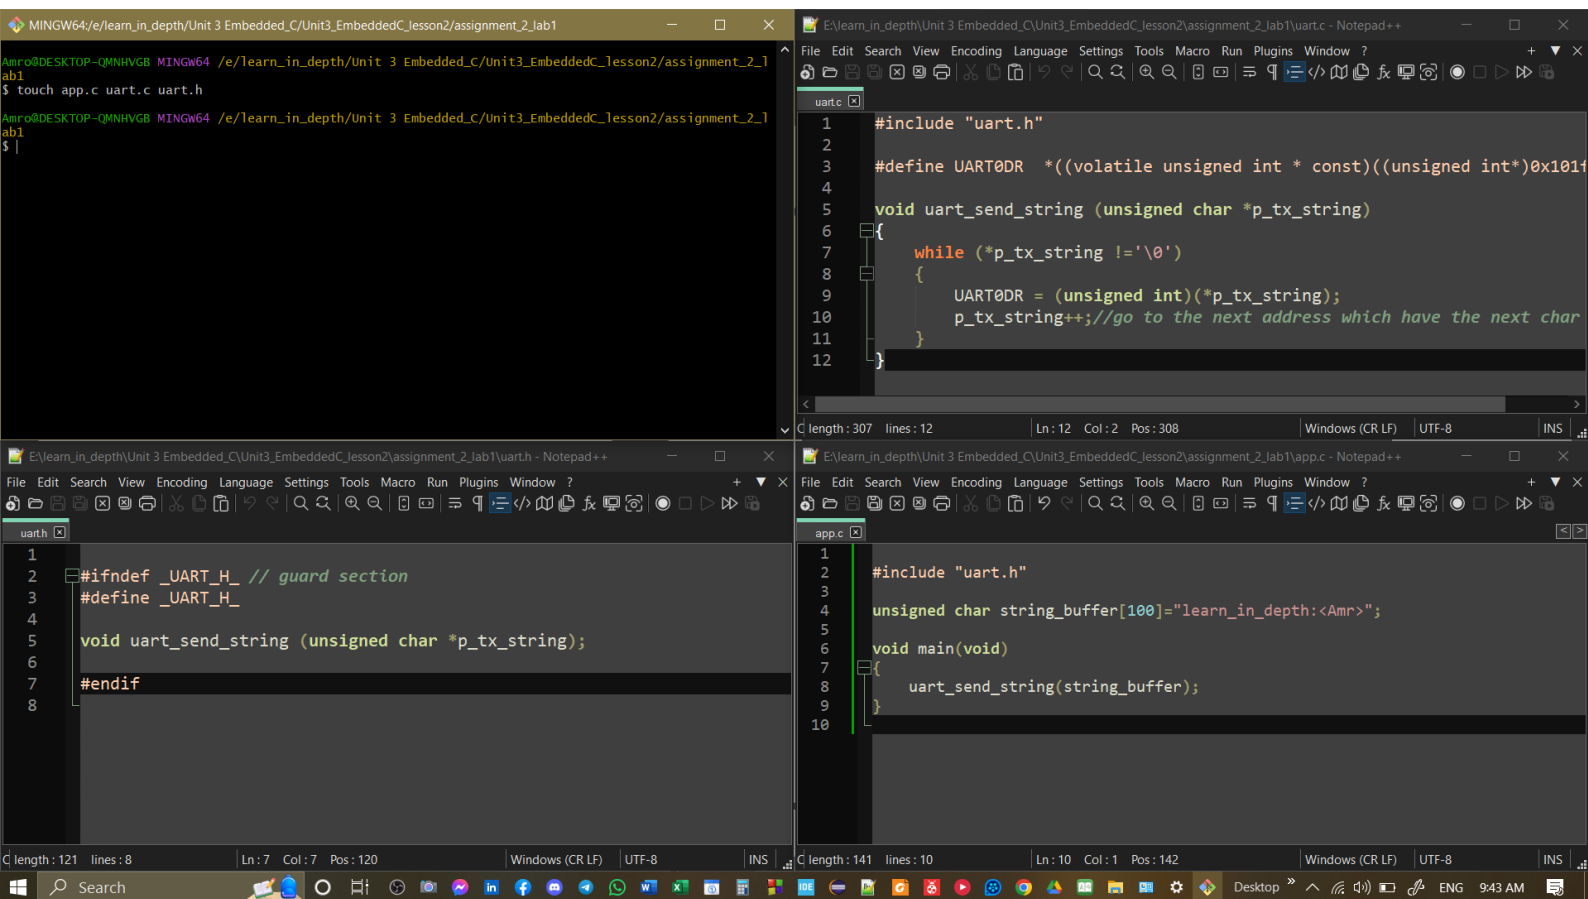 MINGW64:/e/learn_in_depth/Unit 3 Embedded_C/Unit3_EmbeddedC_lesson2/assignment_2_lab1
Amro@DESKTOP-QMNHVGB MINGW64 /e/learn_in_depth/Unit 3 Embedded_C/Unit3_EmbeddedC_lesson2/assignment_2_l
ab1
$ touch app.c uart.c uart.h
Amro@DESKTOP-QMNHVGB MINGW64 /e/learn_in_depth/Unit 3 Embedded_C/Unit3_EmbeddedC_lesson2/assignment_2_l
ab1
$
E:\learn_in_depth\Unit 3 Embedded_C\Unit3_EmbeddedC_lesson2\assignment_2_lab1\uart.c - Notepad++
File Edit Search View Encoding Language Settings Tools Macro Run Plugins Window ?
uart.c
1 #include "uart.h"
2
3 #define UART0DR *((volatile unsigned int * const)((unsigned int*)0x101f
4
5 void uart_send_string (unsigned char *p_tx_string)
6 {
7 while (*p_tx_string !='\0')
8 {
9 UART0DR = (unsigned int)(*p_tx_string);
10 p_tx_string++;//go to the next address which have the next char
11 }
12 }
length : 307 lines : 12 Ln : 12 Col : 2 Pos : 308 Windows (CR LF) UTF-8 INS
E:\learn_in_depth\Unit 3 Embedded_C\Unit3_EmbeddedC_lesson2\assignment_2_lab1\uart.h - Notepad++
File Edit Search View Encoding Language Settings Tools Macro Run Plugins Window ?
uart.h
1
2 #ifndef _UART_H_ // guard section
3 #define _UART_H_
4
5 void uart_send_string (unsigned char *p_tx_string);
6
7 #endif
8
length : 121 lines : 8 Ln : 7 Col : 7 Pos : 120 Windows (CR LF) UTF-8 INS
E:\learn_in_depth\Unit 3 Embedded_C\Unit3_EmbeddedC_lesson2\assignment_2_lab1\app.c - Notepad++
File Edit Search View Encoding Language Settings Tools Macro Run Plugins Window ?
app.c
1
2 #include "uart.h"
3
4 unsigned char string_buffer[100]="learn_in_depth:<Amr>";
5
6 void main(void)
7 {
8 uart_send_string(string_buffer);
9 }
10
length : 141 lines : 10 Ln : 10 Col : 1 Pos : 142 Windows (CR LF) UTF-8 INS
Search
Desktop
ENG 9:43 AM